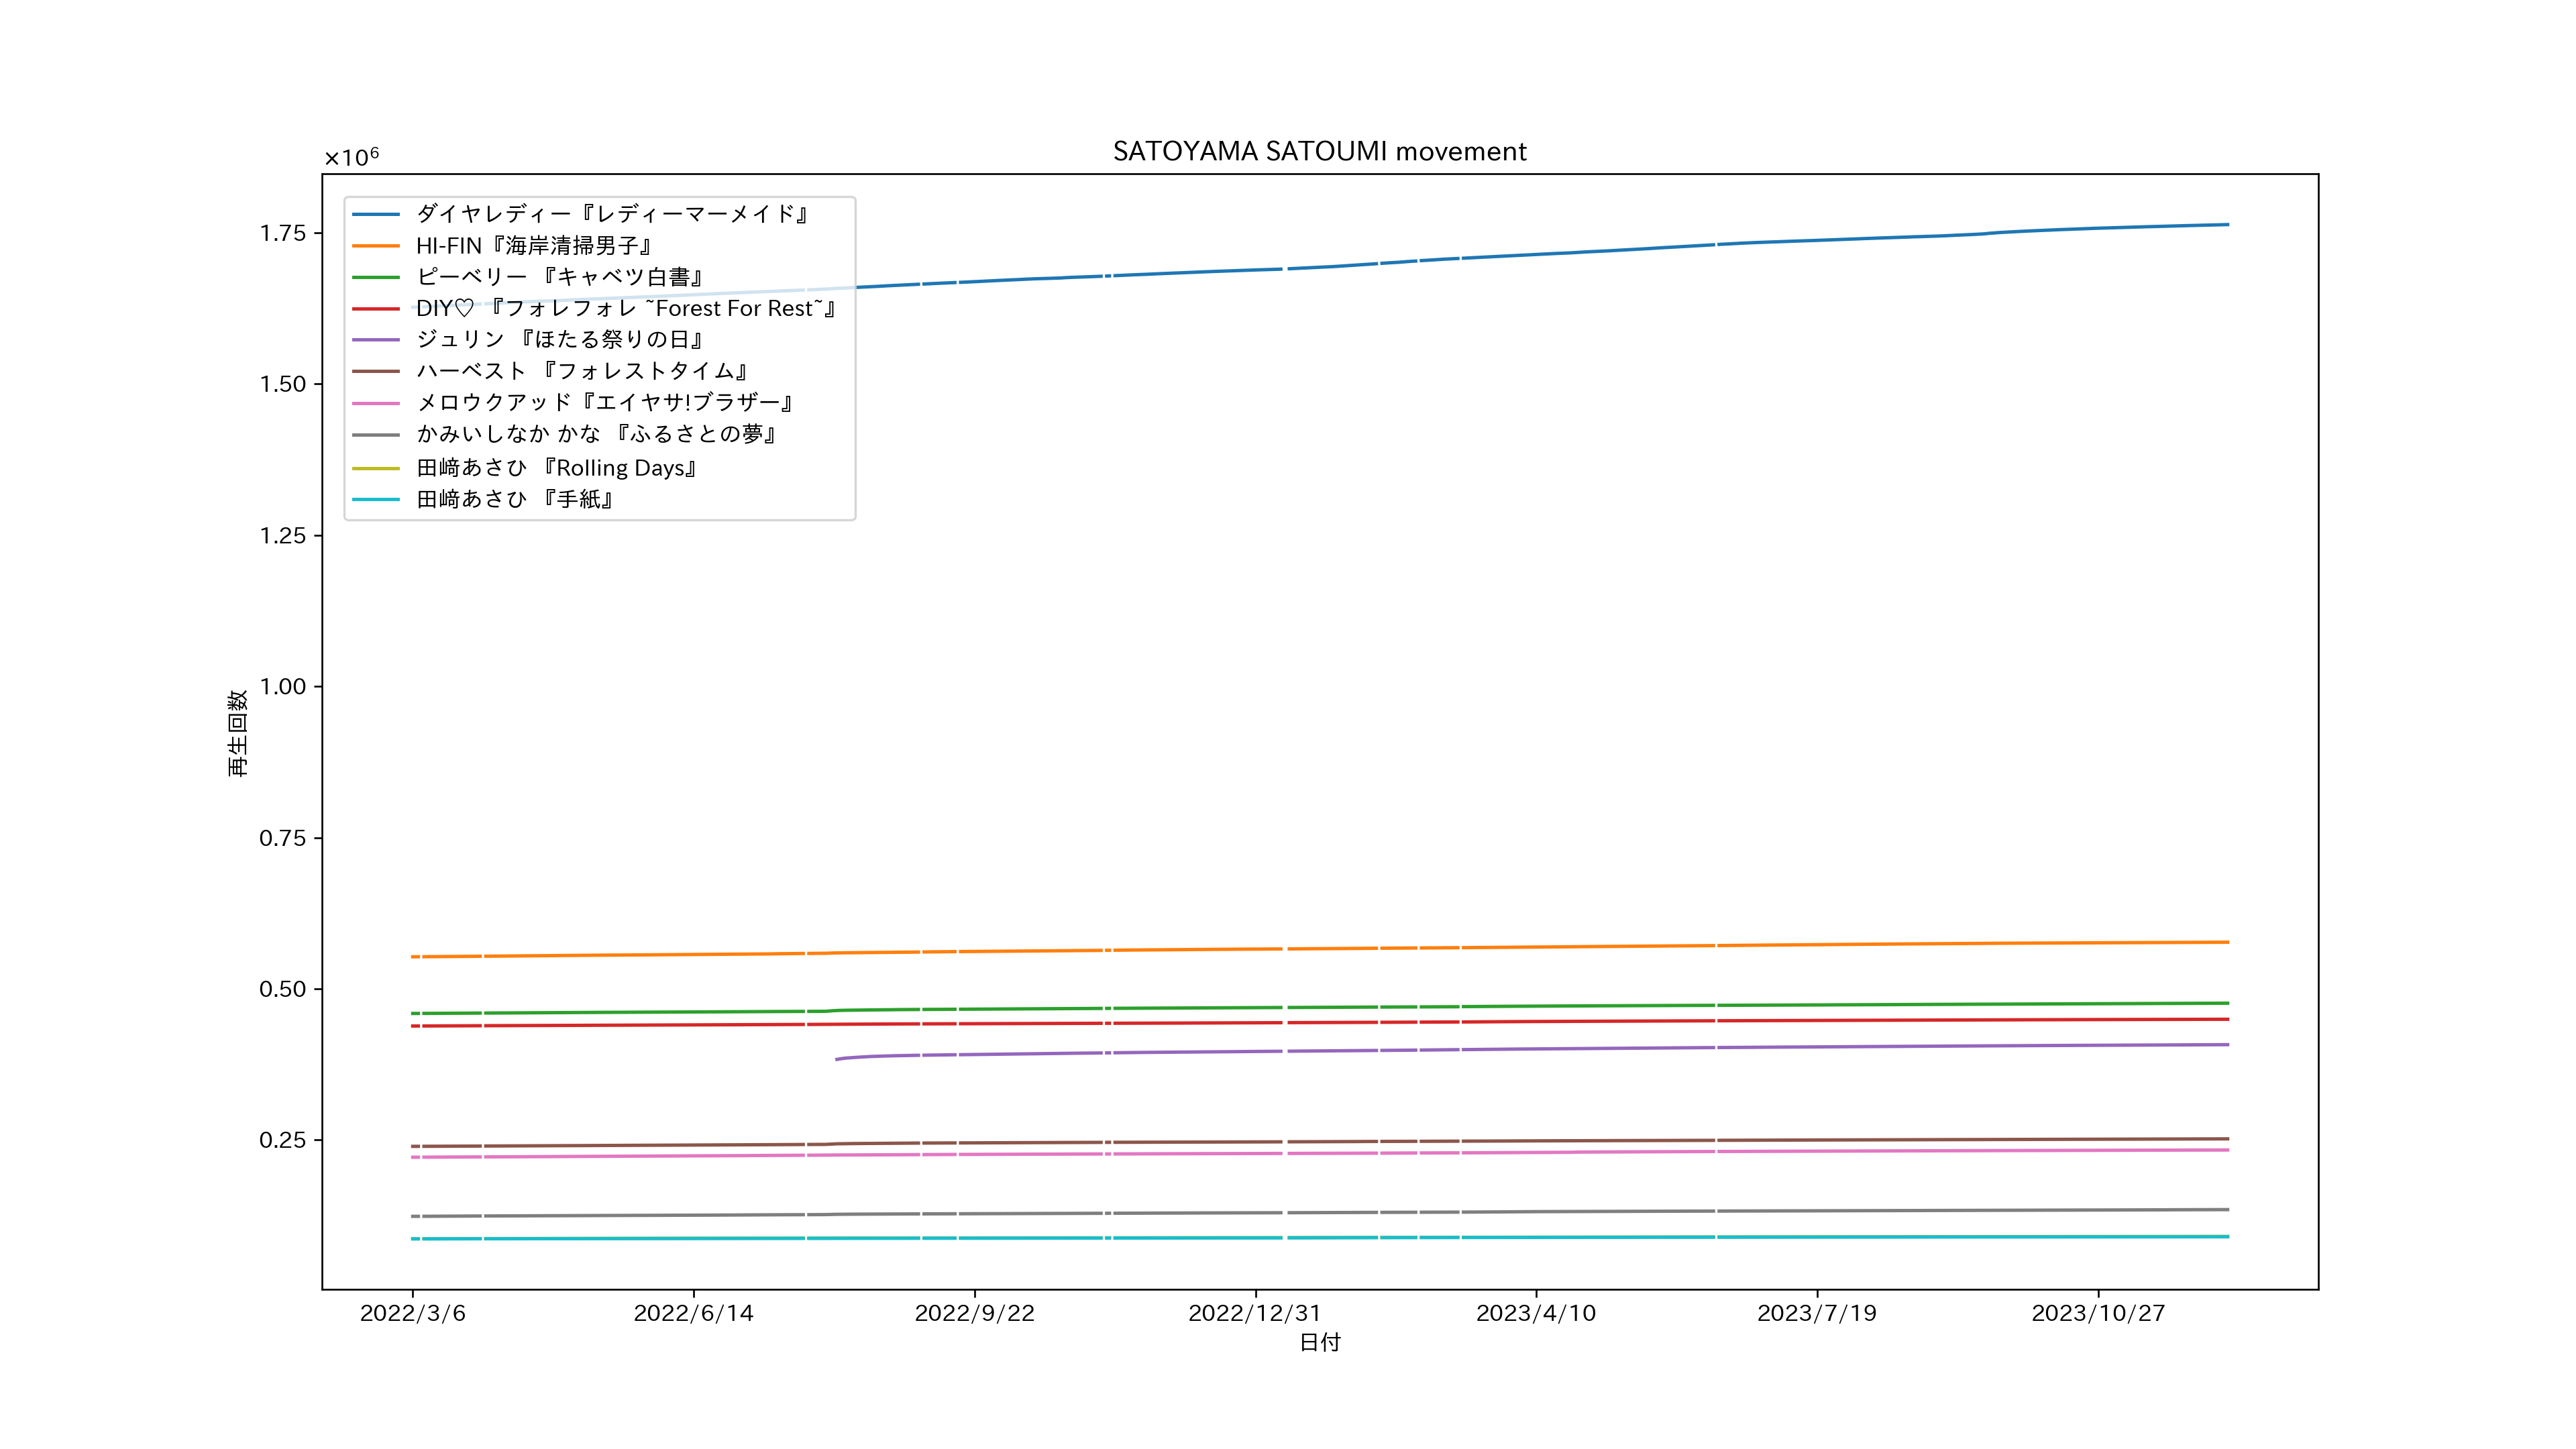 SATOYAMA SATOUMI movement
×10⁶
ダイヤレディー『レディーマーメイド』
HI-FIN『海岸清掃男子』
ピーベリー 『キャベツ白書』
DIY♡ 『フォレフォレ ~Forest For Rest~』
ジュリン 『ほたる祭りの日』
ハーベスト 『フォレストタイム』
メロウクアッド『エイヤサ!ブラザー』
かみいしなか かな 『ふるさとの夢』
田﨑あさひ 『Rolling Days』
田﨑あさひ 『手紙』
1.75
1.50
1.25
1.00
0.75
0.50
0.25
再生回数
2022/3/6
2022/6/14
2022/9/22
2022/12/31
2023/4/10
2023/7/19
2023/10/27
日付